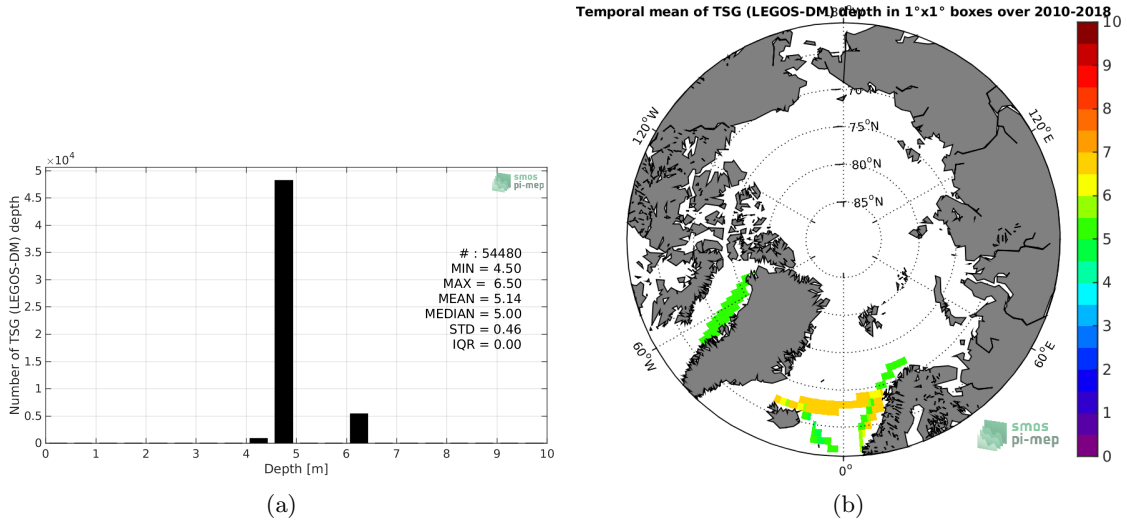 Temporal mean of TSG (LEGOS-DM) depth in 1°x1° boxes over 2010-2018
×10⁴
5
4.5
4
3.5
3
2.5
2
1.5
1
0.5
0
Number of TSG (LEGOS-DM) depth
smos
pi-mep
# : 54480
MIN = 4.50
MAX = 6.50
MEAN = 5.14
MEDIAN = 5.00
STD = 0.46
IQR = 0.00
0 1 2 3 4 5 6 7 8 9 10
Depth [m]
(a)
180°W
70°N
75°N
80°N
85°N
120°W
120°E
60°W
60°E
0°
smos
pi-mep
10
9
8
7
6
5
4
3
2
1
0
(b)